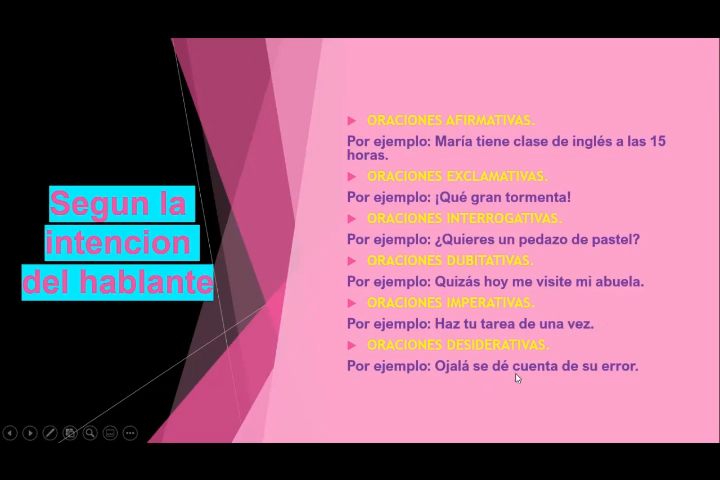 Segun la
intencion
del hablante
ORACIONES AFIRMATIVAS.
Por ejemplo: María tiene clase de inglés a las 15
horas.
ORACIONES EXCLAMATIVAS.
Por ejemplo: ¡Qué gran tormenta!
ORACIONES INTERROGATIVAS.
Por ejemplo: ¿Quieres un pedazo de pastel?
ORACIONES DUBITATIVAS.
Por ejemplo: Quizás hoy me visite mi abuela.
ORACIONES IMPERATIVAS.
Por ejemplo: Haz tu tarea de una vez.
ORACIONES DESIDERATIVAS.
Por ejemplo: Ojalá se dé cuenta de su error.